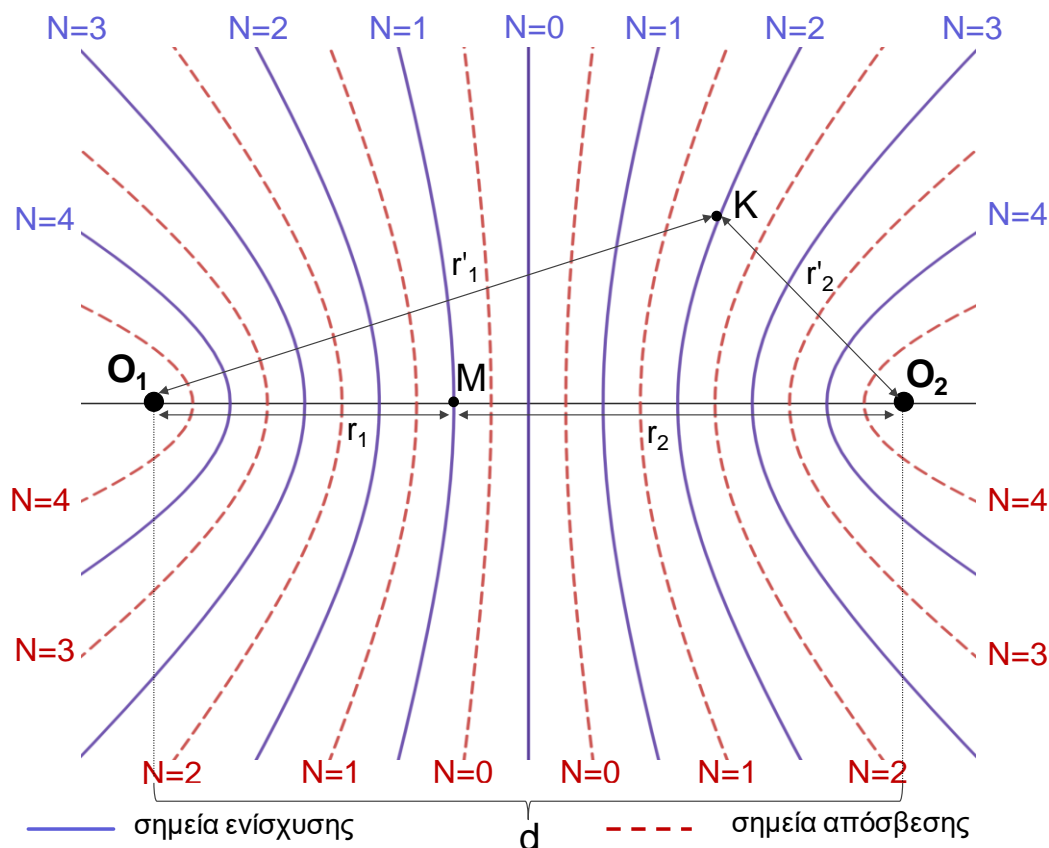 N=3 N=2 N=1 N=0 N=1 N=2 N=3
K
N=4 N=4
r'1 r'2
O1 M O2
r1 r2
N=4 N=4
N=3 N=3
N=2 N=1 N=0 N=0 N=1 N=2
σημεία ενίσχυσης d σημεία απόσβεσης